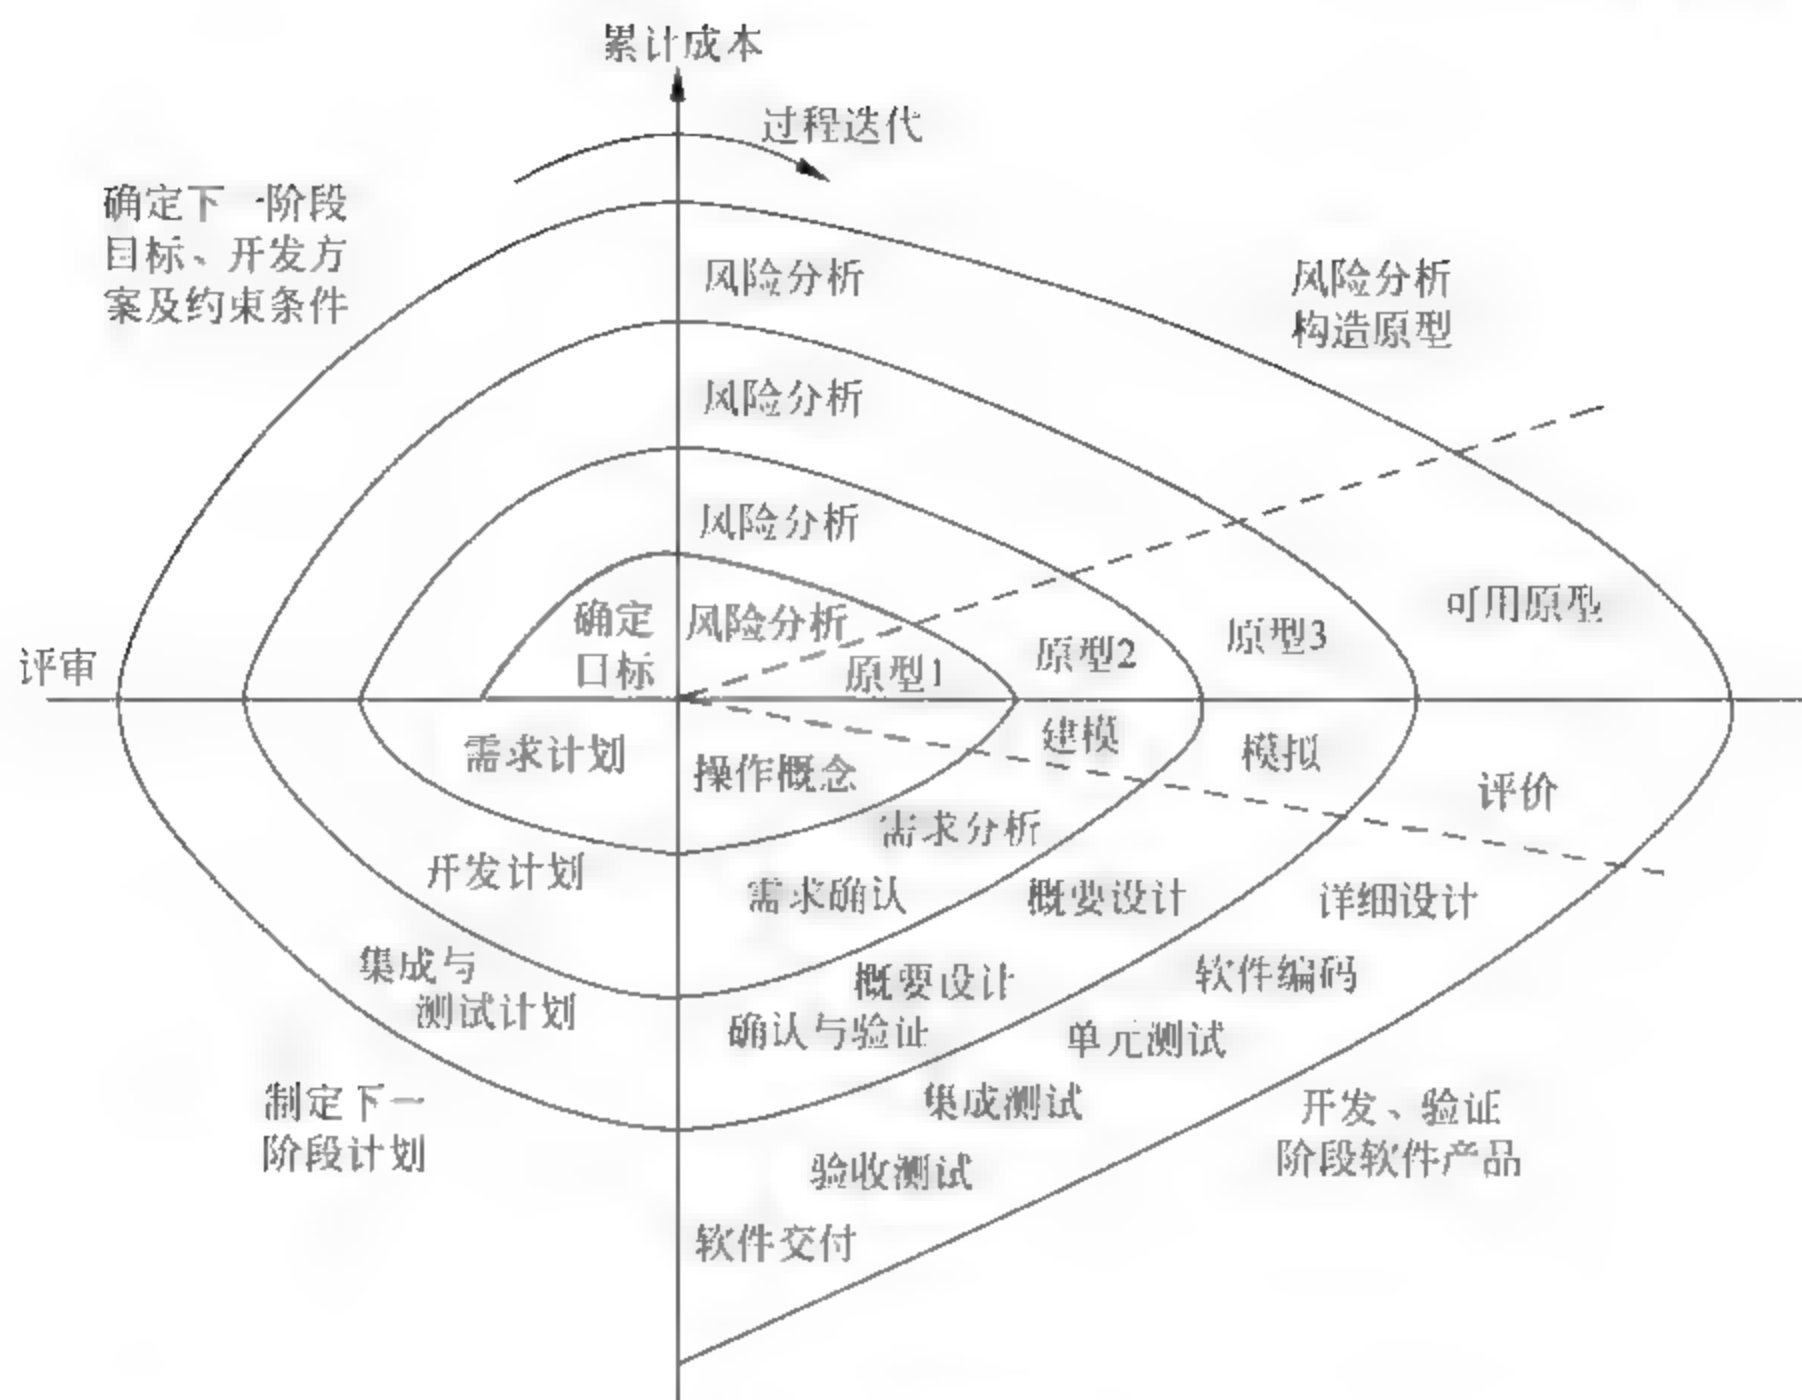 累计成本
过程迭代
确定下一阶段
目标、开发方
案及约束条件
风险分析
风险分析
构造原型
风险分析
风险分析
可用原型
确定
目标
风险分析
原型1
原型2
原型3
评审
需求计划
操作概念
建模
模拟
评价
需求分析
开发计划
需求确认
概要设计
详细设计
集成与
测试计划
概要设计
确认与验证
软件编码
单元测试
制定下一
阶段计划
集成测试
开发、验证
阶段软件产品
验收测试
软件交付